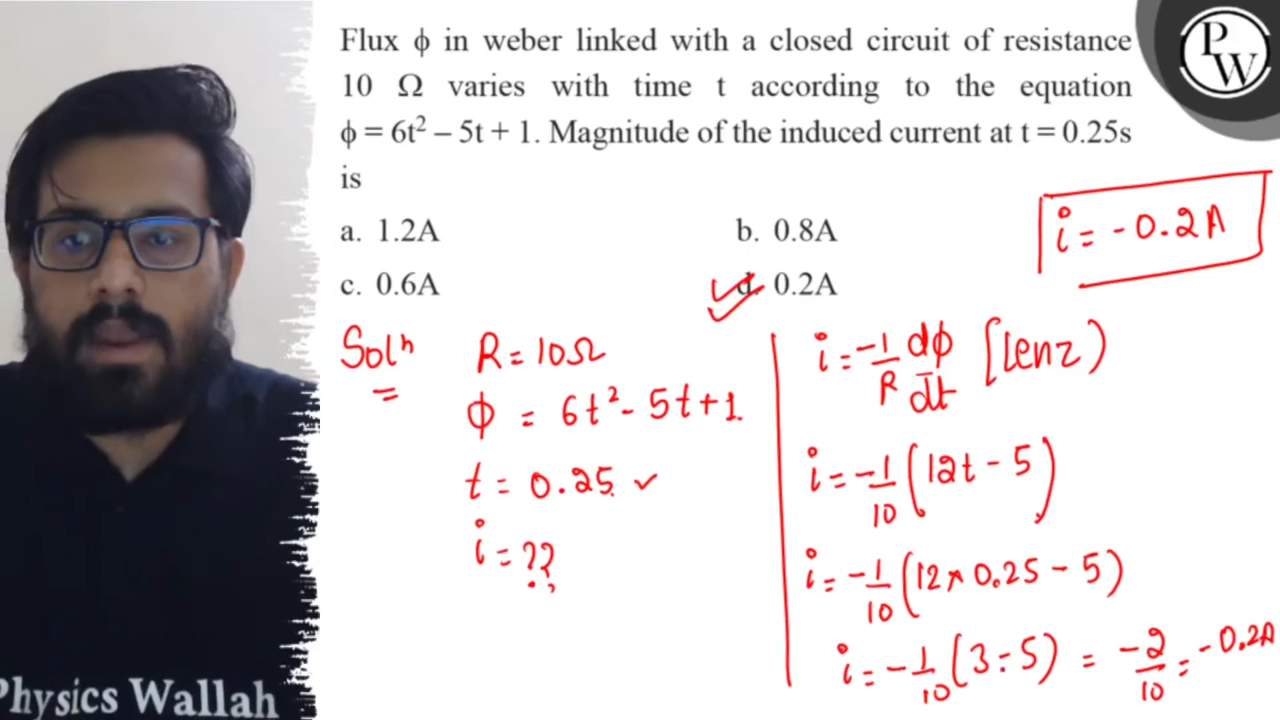 Flux ϕ in weber linked with a closed circuit of resistance
10 Ω varies with time t according to the equation
ϕ = 6t² – 5t + 1. Magnitude of the induced current at t = 0.25s
is
a. 1.2A
b. 0.8A
c. 0.6A
d. 0.2A
i = -0.2A
Solⁿ
=
R = 10Ω
ϕ = 6t² - 5t + 1.
t = 0.25. ✓
i = ??
i = -1/R dϕ/dt [lenz)
i = -1/10 (12t - 5)
i = -1/10 (12 × 0.25 - 5)
i = -1/10 (3 - 5) = -2/10 = -0.2A
PW
Physics Wallah